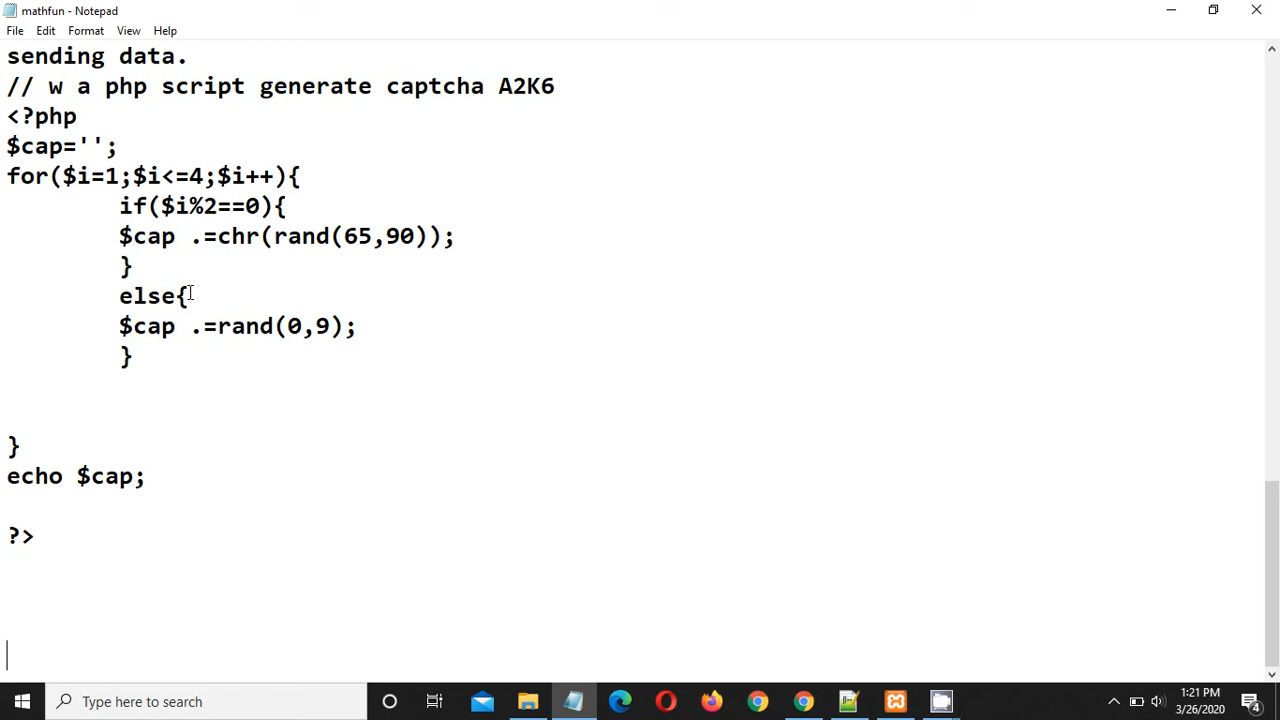 mathfun - Notepad
File Edit Format View Help
sending data.
// w a php script generate captcha A2K6
<?php
$cap='';
for($i=1;$i<=4;$i++){
if($i%2==0){
$cap .=chr(rand(65,90));
}
else{
$cap .=rand(0,9);
}
}
echo $cap;
?>
Type here to search
1:21 PM
3/26/2020
4